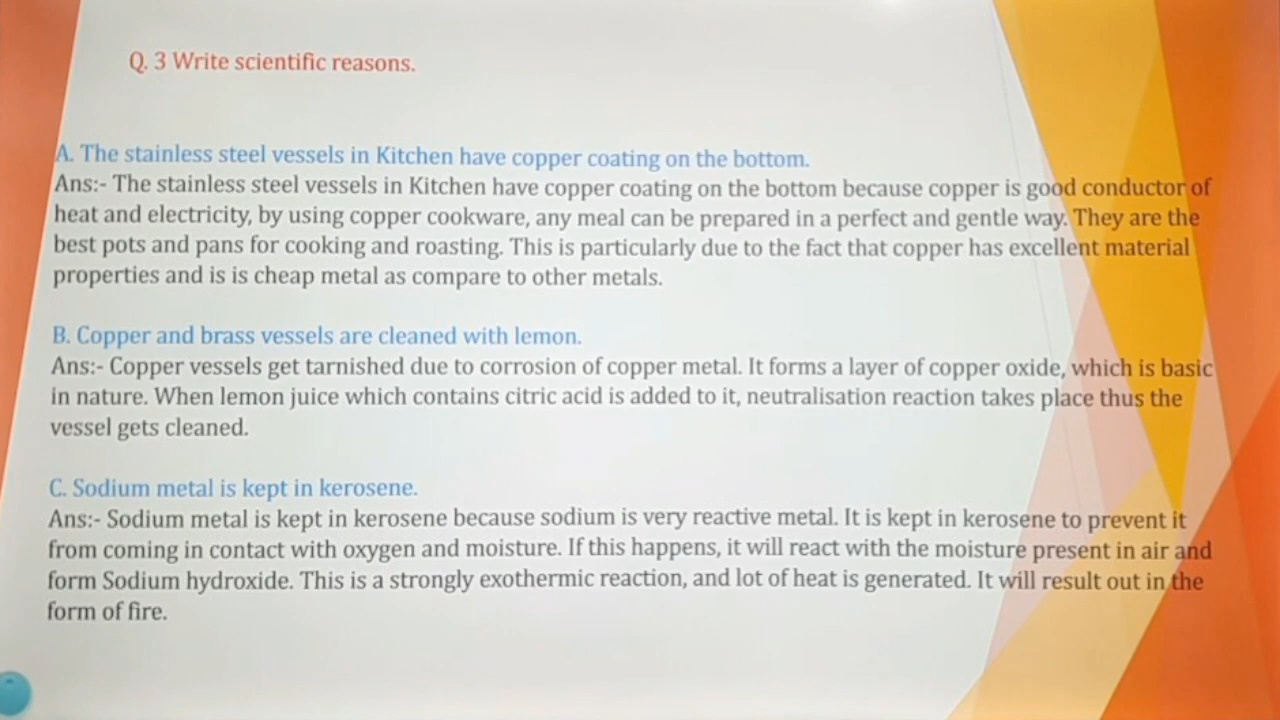 Q. 3 Write scientific reasons.
A. The stainless steel vessels in Kitchen have copper coating on the bottom.
Ans:- The stainless steel vessels in Kitchen have copper coating on the bottom because copper is good conductor of
heat and electricity, by using copper cookware, any meal can be prepared in a perfect and gentle way. They are the
best pots and pans for cooking and roasting. This is particularly due to the fact that copper has excellent material
properties and is is cheap metal as compare to other metals.
B. Copper and brass vessels are cleaned with lemon.
Ans:- Copper vessels get tarnished due to corrosion of copper metal. It forms a layer of copper oxide, which is basic
in nature. When lemon juice which contains citric acid is added to it, neutralisation reaction takes place thus the
vessel gets cleaned.
C. Sodium metal is kept in kerosene.
Ans:- Sodium metal is kept in kerosene because sodium is very reactive metal. It is kept in kerosene to prevent it
from coming in contact with oxygen and moisture. If this happens, it will react with the moisture present in air and
form Sodium hydroxide. This is a strongly exothermic reaction, and lot of heat is generated. It will result out in the
form of fire.